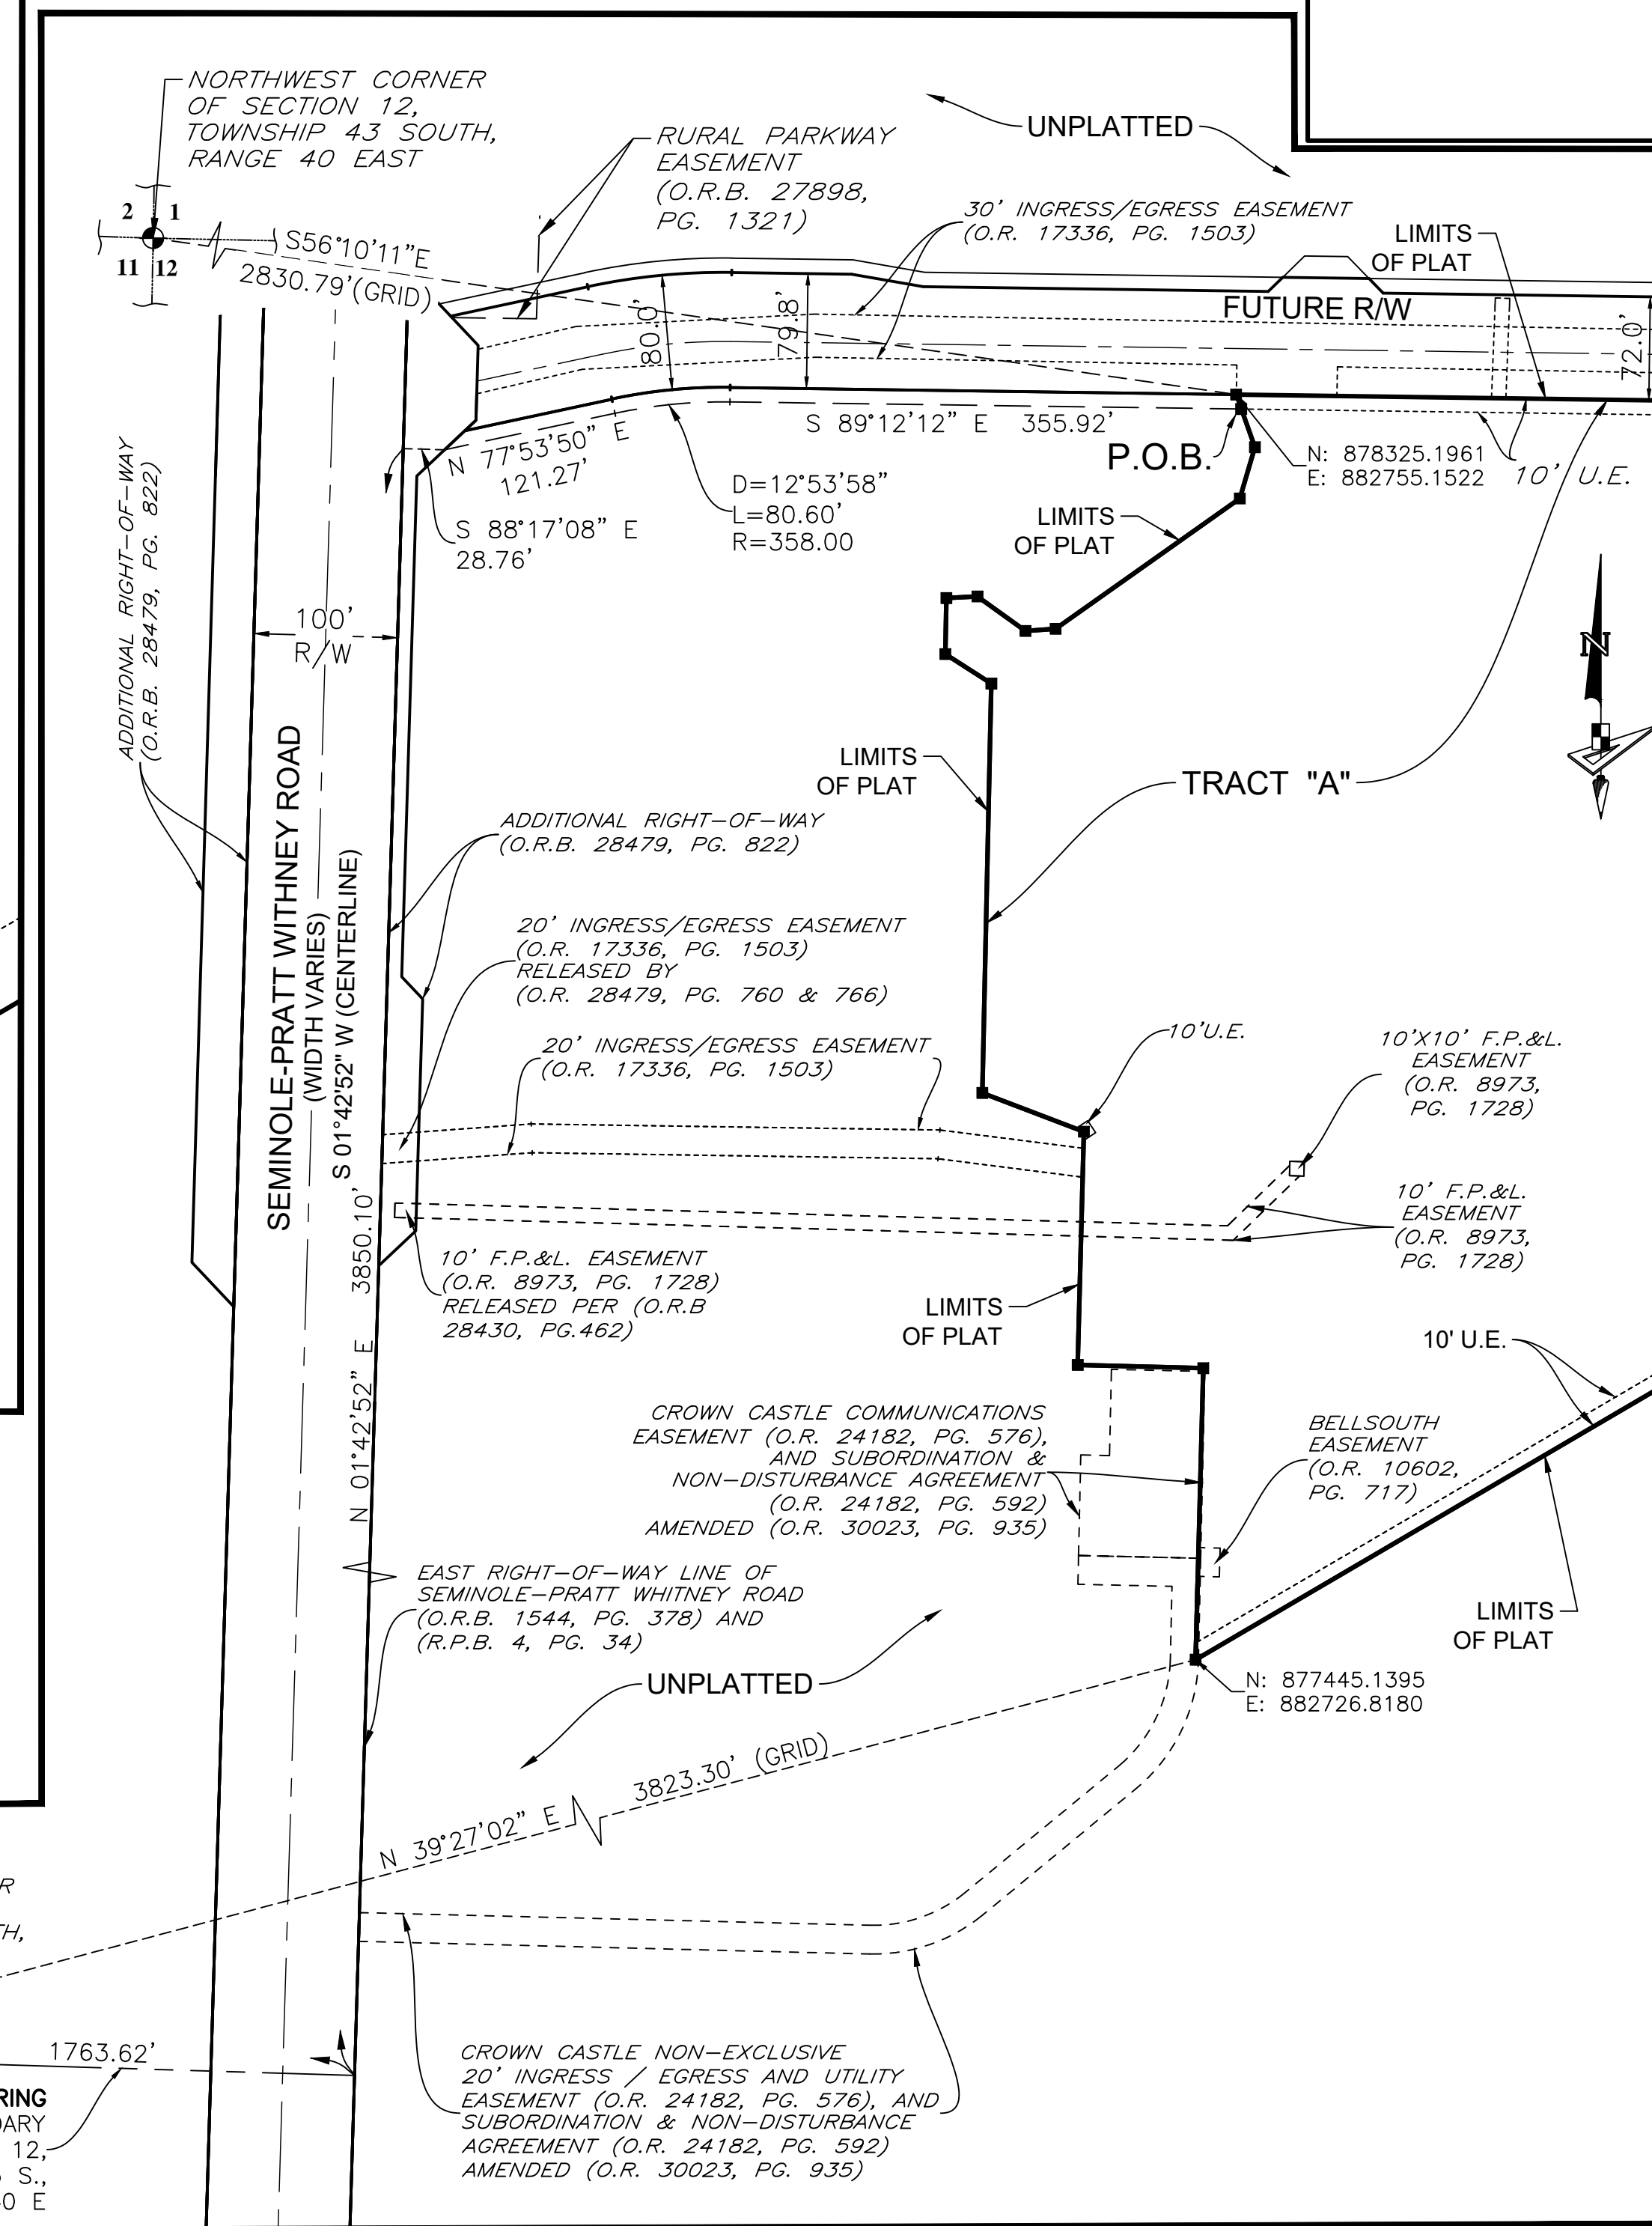 NORTHWEST CORNER
OF SECTION 12,
TOWNSHIP 43 SOUTH,
RANGE 40 EAST
2
1
11
12
S56°10'11"E
2830.79'(GRID)
RURAL PARKWAY
EASEMENT
(O.R.B. 27898,
PG. 1321)
UNPLATTED
30' INGRESS/EGRESS EASEMENT
(O.R. 17336, PG. 1503)
LIMITS
OF PLAT
FUTURE R/W
80.0'
79.8'
72.0'
S 89°12'12" E 355.92'
P.O.B.
N: 878325.1961
E: 882755.1522
10' U.E.
N 77°53'50" E
121.27'
D=12°53'58"
L=80.60'
R=358.00
S 88°17'08" E
28.76'
LIMITS
OF PLAT
ADDITIONAL RIGHT-OF-WAY
(O.R.B. 28479, PG. 822)
100'
R/W
N
SEMINOLE-PRATT WITHNEY ROAD
(WIDTH VARIES)
S 01°42'52" W (CENTERLINE)
LIMITS
OF PLAT
TRACT "A"
ADDITIONAL RIGHT-OF-WAY
(O.R.B. 28479, PG. 822)
20' INGRESS/EGRESS EASEMENT
(O.R. 17336, PG. 1503)
RELEASED BY
(O.R. 28479, PG. 760 & 766)
20' INGRESS/EGRESS EASEMENT
(O.R. 17336, PG. 1503)
10'U.E.
10'X10' F.P.&L.
EASEMENT
(O.R. 8973,
PG. 1728)
10' F.P.&L.
EASEMENT
(O.R. 8973,
PG. 1728)
10' F.P.&L. EASEMENT
(O.R. 8973, PG. 1728)
RELEASED PER (O.R.B
28430, PG.462)
N 01°42'52" E 3850.10'
LIMITS
OF PLAT
10' U.E.
CROWN CASTLE COMMUNICATIONS
EASEMENT (O.R. 24182, PG. 576),
AND SUBORDINATION &
NON-DISTURBANCE AGREEMENT
(O.R. 24182, PG. 592)
AMENDED (O.R. 30023, PG. 935)
BELLSOUTH
EASEMENT
(O.R. 10602,
PG. 717)
EAST RIGHT-OF-WAY LINE OF
SEMINOLE-PRATT WHITNEY ROAD
(O.R.B. 1544, PG. 378) AND
(R.P.B. 4, PG. 34)
LIMITS
OF PLAT
UNPLATTED
N: 877445.1395
E: 882726.8180
N 39°27'02" E
3823.30' (GRID)
R
TH,
1763.62'
RING
DARY
12,
S.,
0 E
CROWN CASTLE NON-EXCLUSIVE
20' INGRESS / EGRESS AND UTILITY
EASEMENT (O.R. 24182, PG. 576), AND
SUBORDINATION & NON-DISTURBANCE
AGREEMENT (O.R. 24182, PG. 592)
AMENDED (O.R. 30023, PG. 935)